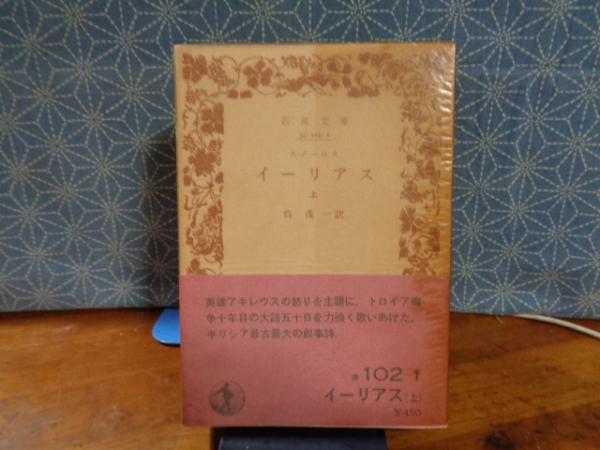 岩波文庫
ホメーロス
イーリアス
上
呉茂一訳
英雄アキレウスの怒りを主題に，トロイア戦
争十年目の大詰五十日を力強く歌いあげた，
ギリシア最古最大の叙事詩．
赤102-1
イーリアス〔上〕
¥450